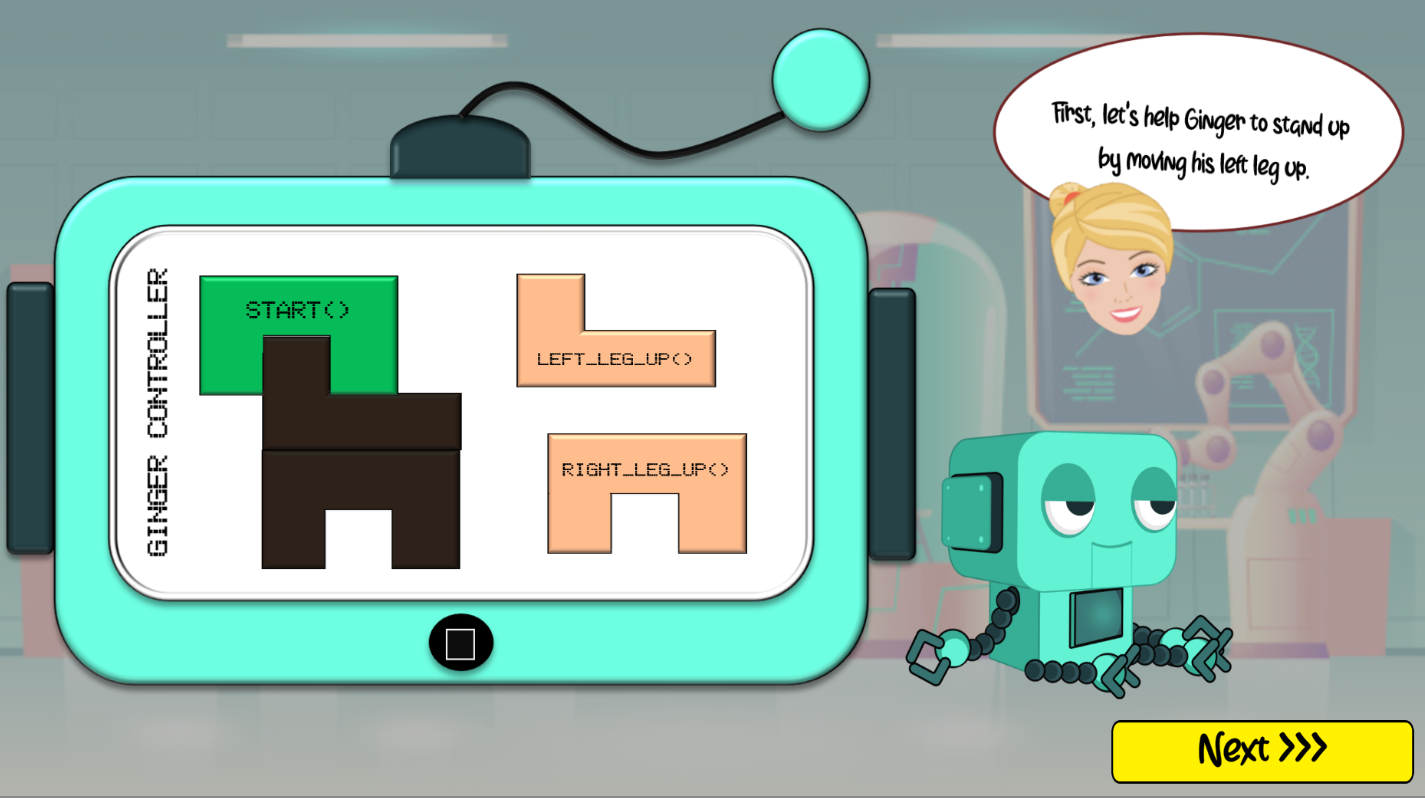 First, let's help Ginger to stand up
by moving his left leg up.
GINGER CONTROLLER
START()
LEFT_LEG_UP()
RIGHT_LEG_UP()
Next >>>